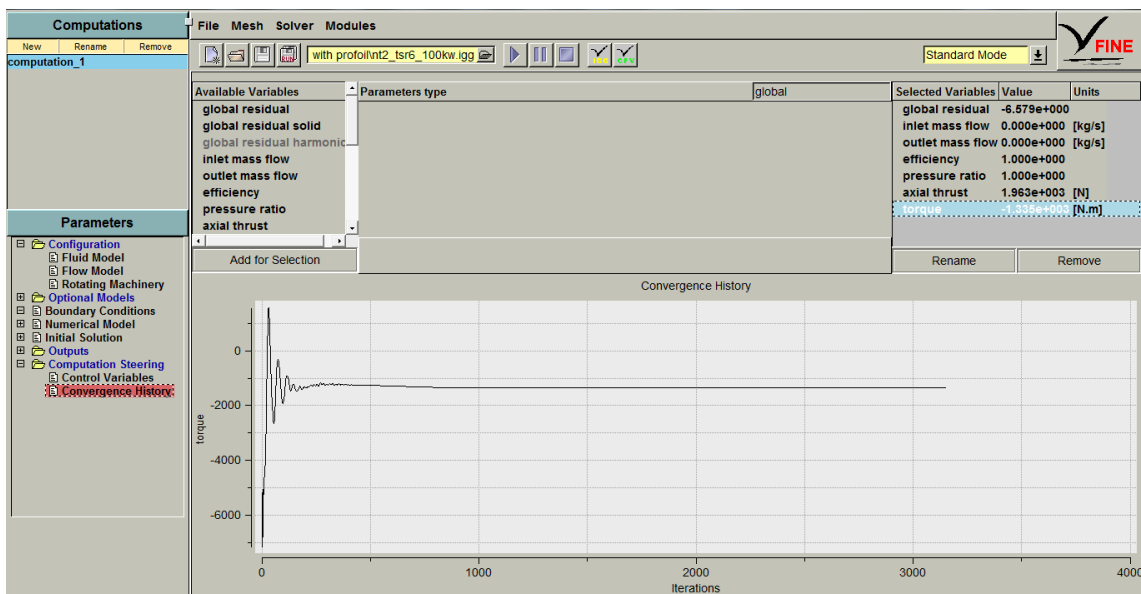 Computations
New Rename Remove
computation_1
File Mesh Solver Modules
with profoil\nt2_tsr6_100kw.igg
Standard Mode
FINE
Available Variables
global residual
global residual solid
global residual harmonic
inlet mass flow
outlet mass flow
efficiency
pressure ratio
axial thrust
Add for Selection
Parameters type global
Selected Variables Value Units
global residual -6.579e+000
inlet mass flow 0.000e+000 [kg/s]
outlet mass flow 0.000e+000 [kg/s]
efficiency 1.000e+000
pressure ratio 1.000e+000
axial thrust 1.963e+003 [N]
torque -1.335e+003 [N.m]
Rename Remove
Parameters
Configuration
Fluid Model
Flow Model
Rotating Machinery
Optional Models
Boundary Conditions
Numerical Model
Initial Solution
Outputs
Computation Steering
Control Variables
Convergence History
Convergence History
torque
0
-2000
-4000
-6000
0 1000 2000 3000 4000
Iterations